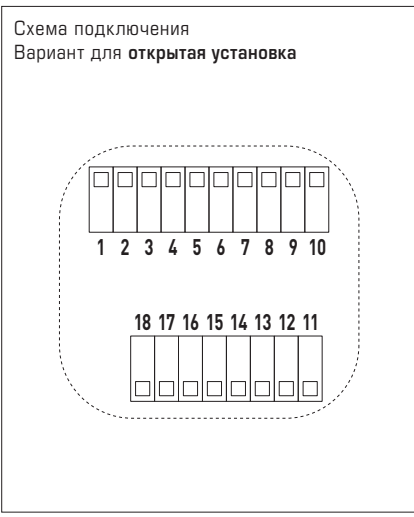 Схема подключения
Вариант для открытая установка
1 2 3 4 5 6 7 8 9 10
18 17 16 15 14 13 12 11